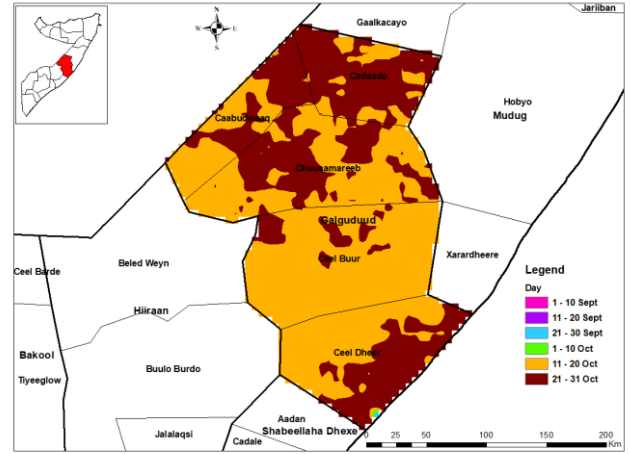 Jariiban
Gaalkacayo
N
W
E
S
Cadaado
Hobyo
Mudug
Caabudwaaq
Dhuusamareeb
Galguduud
Ceel Buur
Xarardheere
Beled Weyn
Ceel Barde
Hiiraan
Legend
Day
1 - 10 Sept
11 - 20 Sept
21 - 30 Sept
1 - 10 Oct
11 - 20 Oct
21 - 31 Oct
Bakool
Tiyeeglow
Buulo Burdo
Ceel Dheer
Aadan
Shabeellaha Dhexe
Jalalaqsi
Cadale
0 25 50 100 150 200
Km